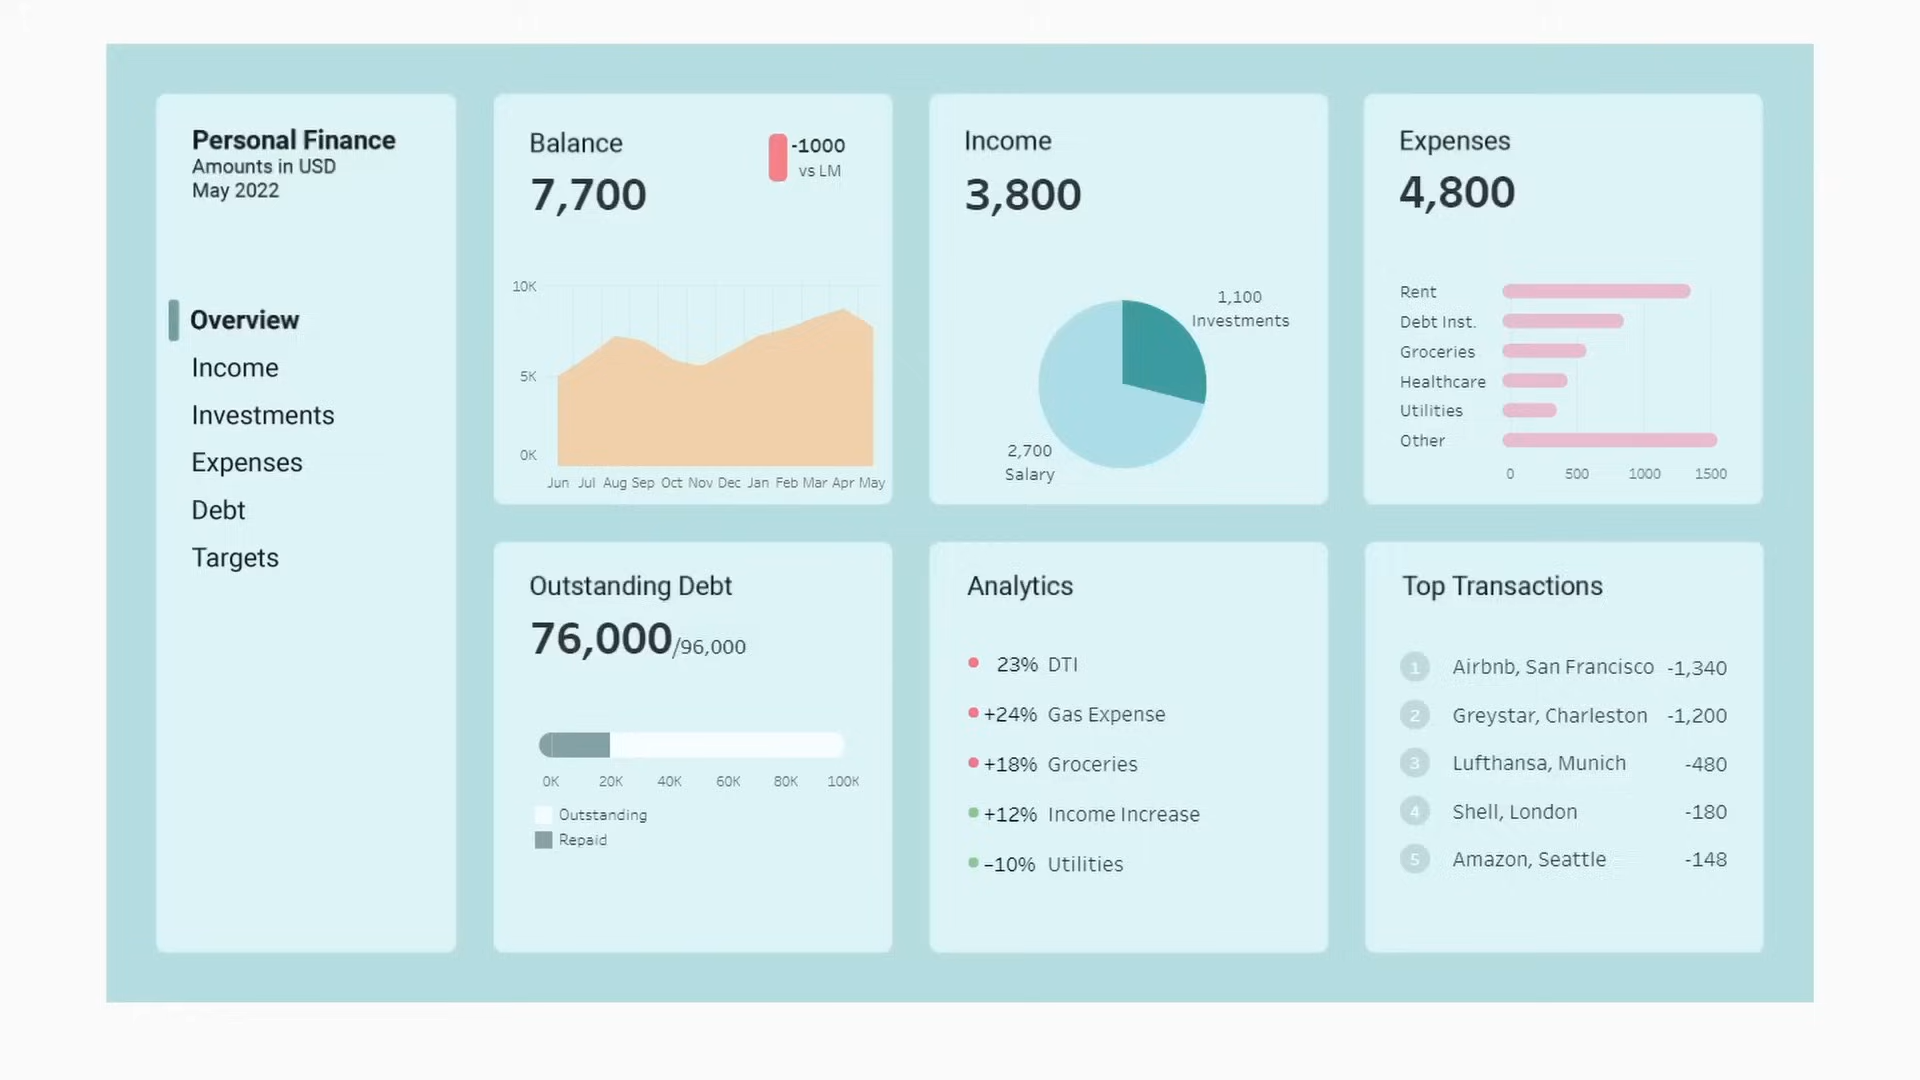 Personal Finance
Amounts in USD
May 2022
Overview
Income
Investments
Expenses
Debt
Targets
Balance
-1000
vs LM
7,700
10K
5K
0K
Jun Jul Aug Sep Oct Nov Dec Jan Feb Mar Apr May
Income
3,800
1,100
Investments
2,700
Salary
Expenses
4,800
Rent
Debt Inst.
Groceries
Healthcare
Utilities
Other
0 500 1000 1500
Outstanding Debt
76,000/96,000
0K 20K 40K 60K 80K 100K
Outstanding
Repaid
Analytics
23% DTI
+24% Gas Expense
+18% Groceries
+12% Income Increase
–10% Utilities
Top Transactions
1 Airbnb, San Francisco -1,340
2 Greystar, Charleston -1,200
3 Lufthansa, Munich -480
4 Shell, London -180
5 Amazon, Seattle -148